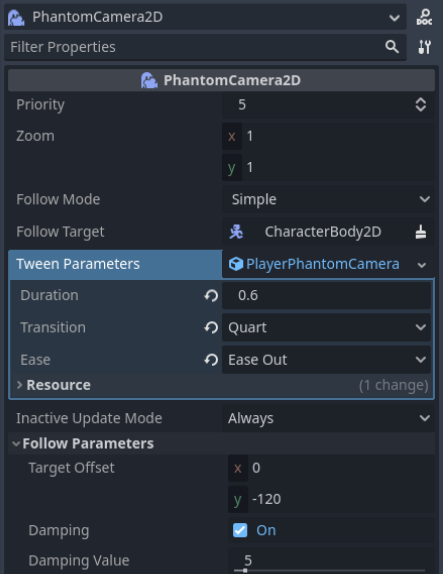 PhantomCamera2D
DOC
Filter Properties
PhantomCamera2D
Priority 5
Zoom x 1
y 1
Follow Mode Simple
Follow Target CharacterBody2D
Tween Parameters PlayerPhantomCamera
Duration 0.6
Transition Quart
Ease Ease Out
> Resource (1 change)
Inactive Update Mode Always
Follow Parameters
Target Offset x 0
y -120
Damping On
Damping Value 5